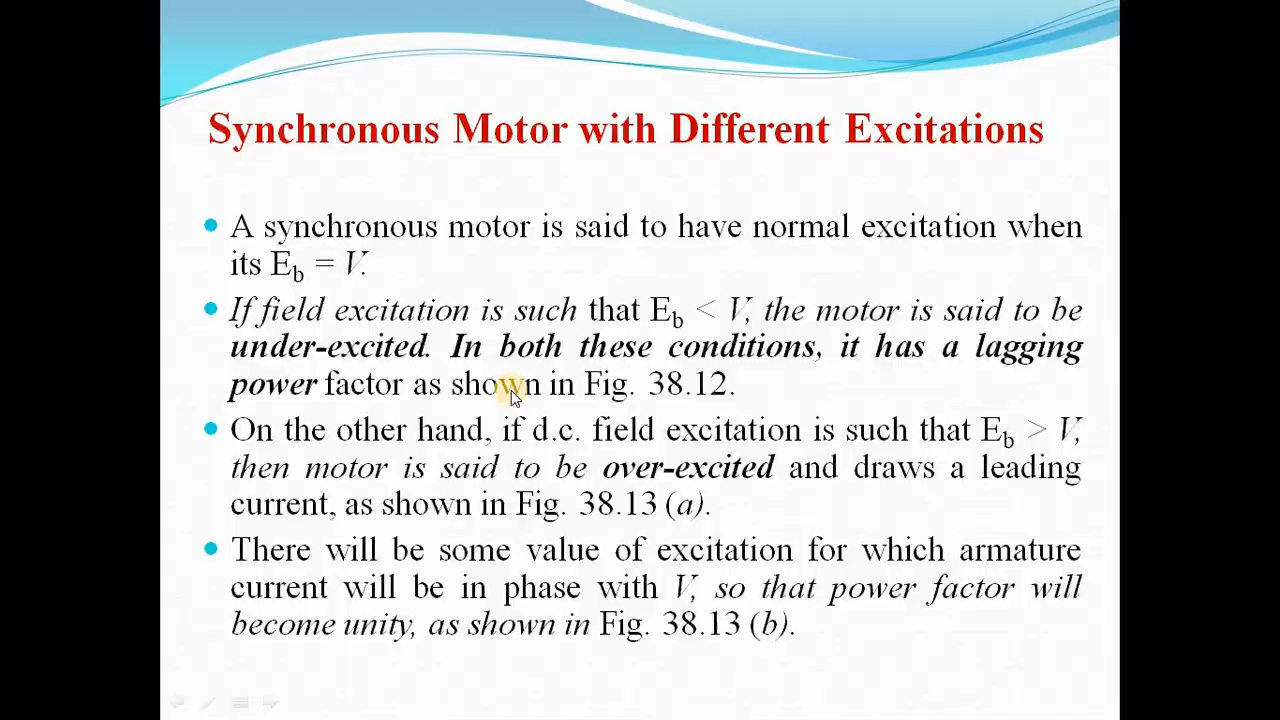 Synchronous Motor with Different Excitations
• A synchronous motor is said to have normal excitation when
its Eb = V.
• If field excitation is such that Eb < V, the motor is said to be
under-excited. In both these conditions, it has a lagging
power factor as shown in Fig. 38.12.
• On the other hand, if d.c. field excitation is such that Eb > V,
then motor is said to be over-excited and draws a leading
current, as shown in Fig. 38.13 (a).
• There will be some value of excitation for which armature
current will be in phase with V, so that power factor will
become unity, as shown in Fig. 38.13 (b).